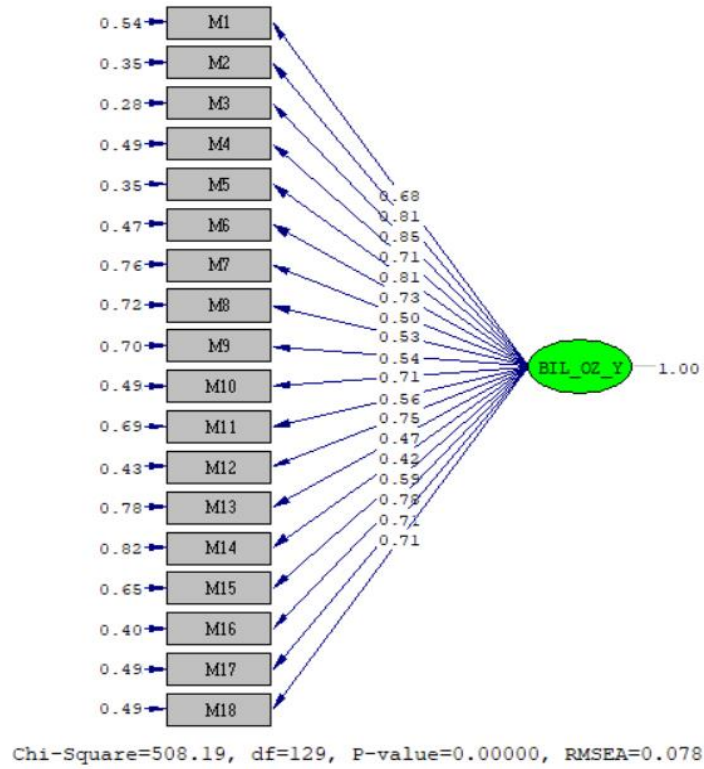 0.54 M1
0.35 M2
0.28 M3
0.49 M4
0.35 M5
0.47 M6
0.76 M7
0.72 M8
0.70 M9
0.49 M10
0.69 M11
0.43 M12
0.78 M13
0.82 M14
0.65 M15
0.40 M16
0.49 M17
0.49 M18
0.68
0.81
0.85
0.71
0.81
0.73
0.50
0.53
0.54
0.71
0.56
0.75
0.47
0.42
0.59
0.78
0.71
0.71
BIL_OZ_Y 1.00
Chi-Square=508.19, df=129, P-value=0.00000, RMSEA=0.078